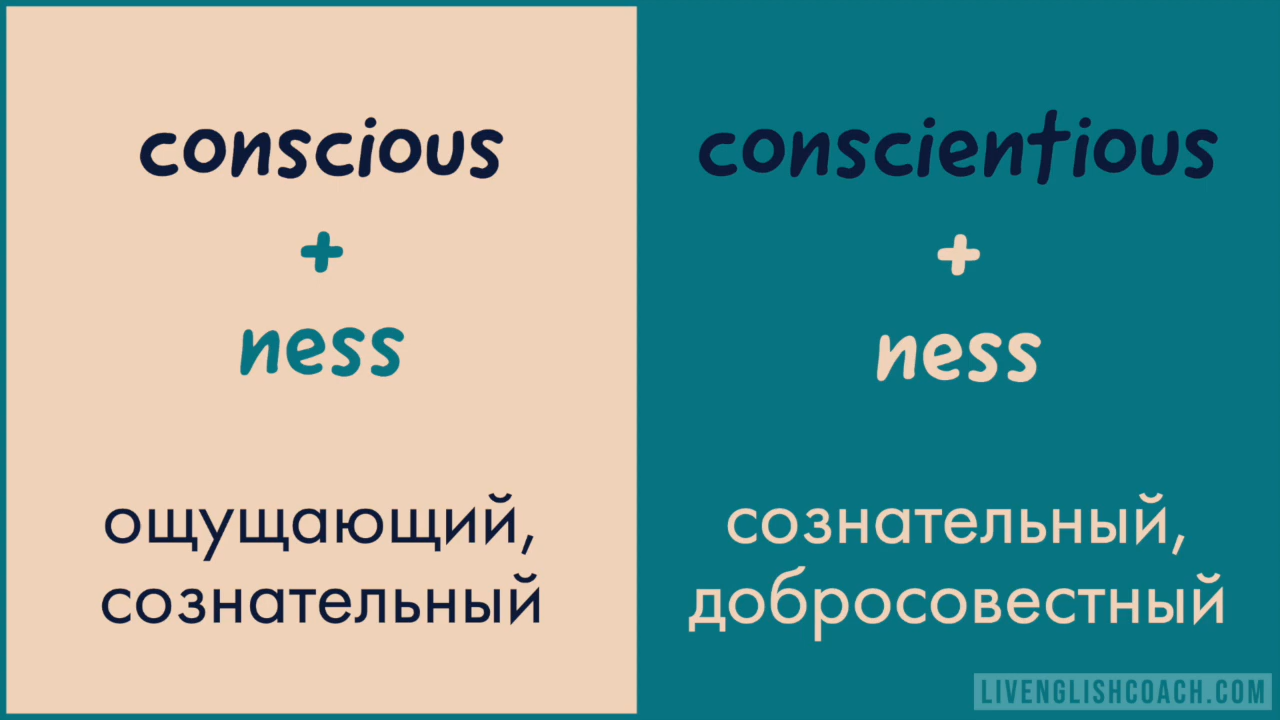 conscious
+
ness
ощущающий,
сознательный
conscientious
+
ness
сознательный,
добросовестный
LIVENGLISHCOACH.COM